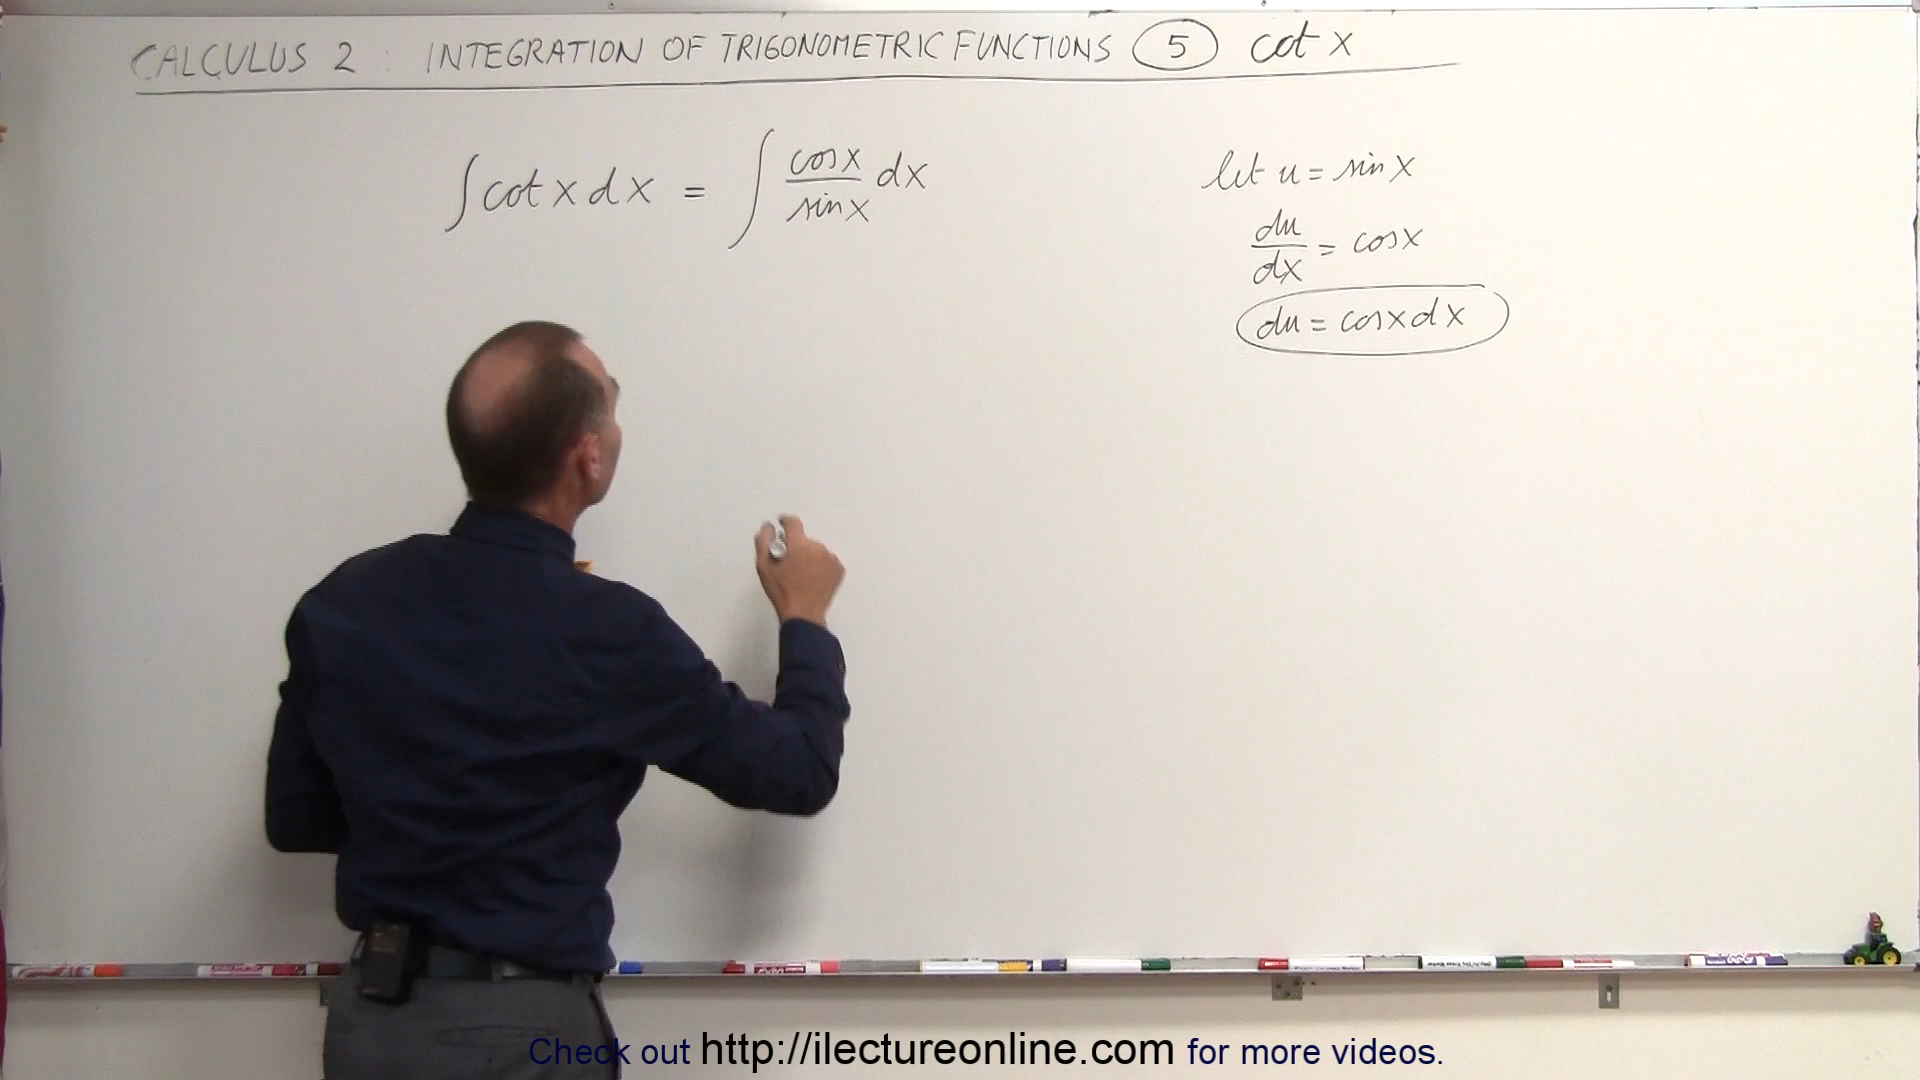 CALCULUS 2 : INTEGRATION OF TRIGONOMETRIC FUNCTIONS 5 cot x
∫ cot x dx = ∫ cos x / sin x dx
let u = sin x
du/dx = cos x
du = cos x dx
Check out http://ilectureonline.com for more videos.